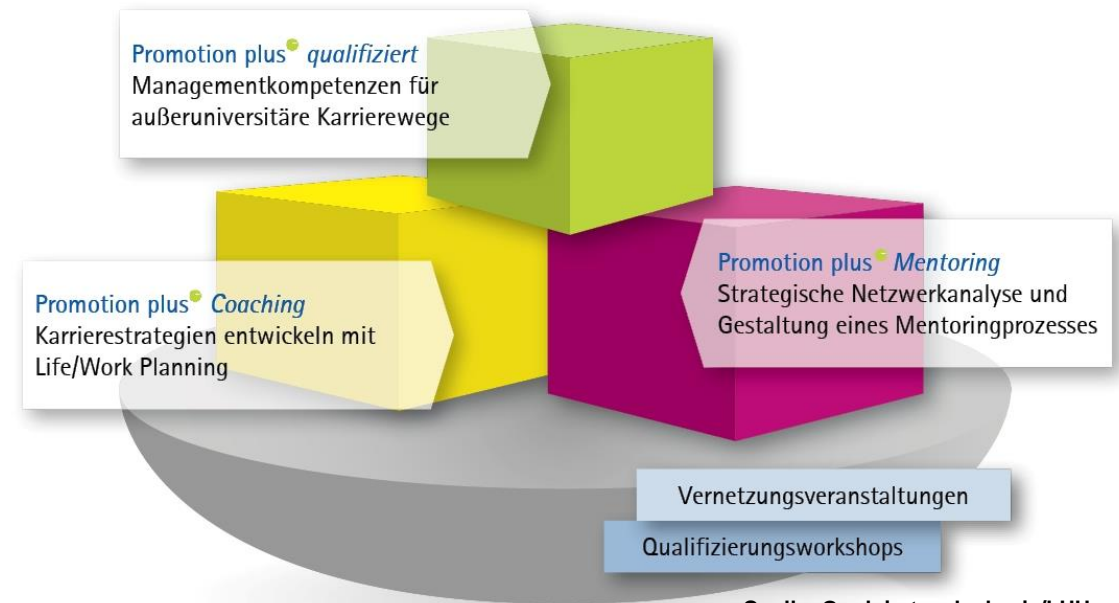 Promotion plus qualifiziert
Managementkompetenzen für
außeruniversitäre Karrierewege
Promotion plus Mentoring
Strategische Netzwerkanalyse und
Gestaltung eines Mentoringprozesses
Promotion plus Coaching
Karrierestrategien entwickeln mit
Life/Work Planning
Vernetzungsveranstaltungen
Qualifizierungsworkshops